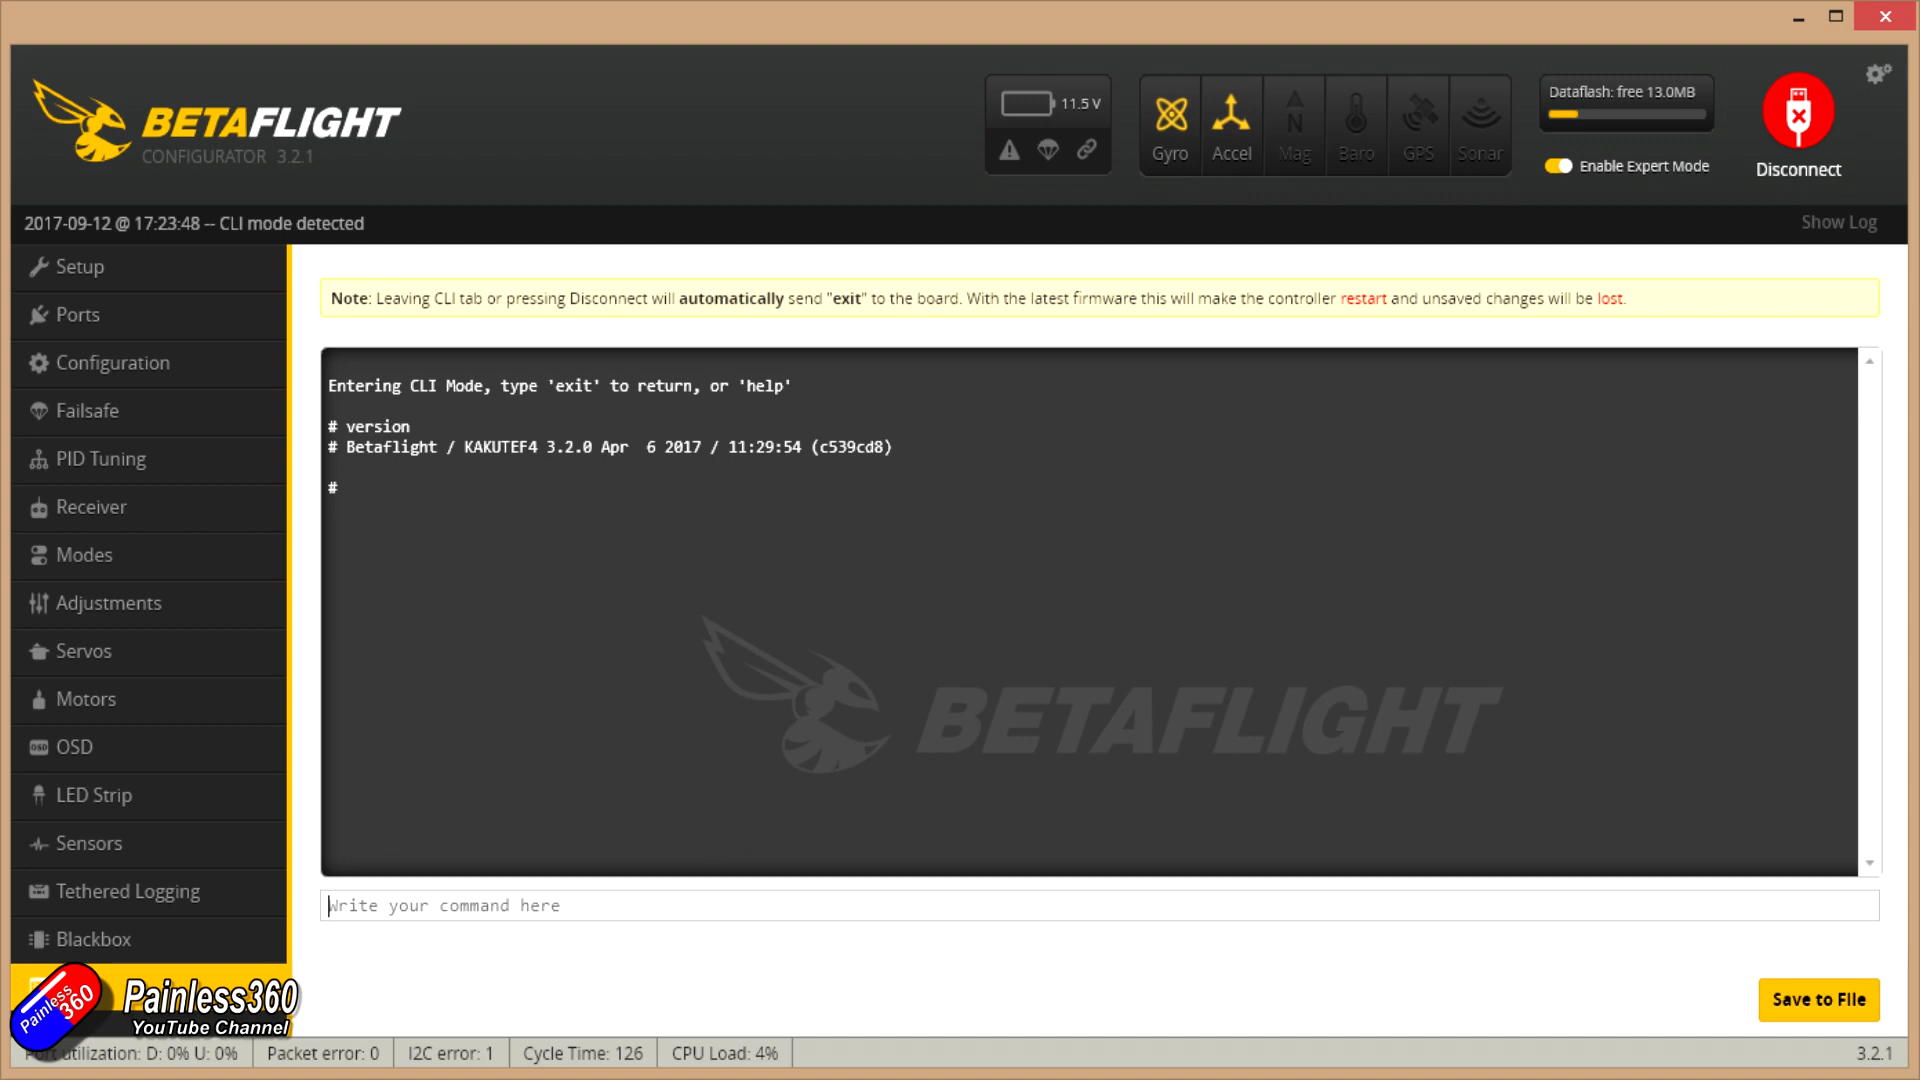 BETAFLIGHT
CONFIGURATOR 3.2.1
11.5 V
Gyro
Accel
Mag
Baro
GPS
Sonar
Dataflash: free 13.0MB
Enable Expert Mode
Disconnect
2017-09-12 @ 17:23:48 -- CLI mode detected
Show Log
Setup
Ports
Configuration
Failsafe
PID Tuning
Receiver
Modes
Adjustments
Servos
Motors
OSD
LED Strip
Sensors
Tethered Logging
Blackbox
Note: Leaving CLI tab or pressing Disconnect will automatically send "exit" to the board. With the latest firmware this will make the controller restart and unsaved changes will be lost.
Entering CLI Mode, type 'exit' to return, or 'help'
# version
# Betaflight / KAKUTEF4 3.2.0 Apr  6 2017 / 11:29:54 (c539cd8)
#
BETAFLIGHT
Write your command here
Save to File
Painless 360
Painless360
YouTube Channel
Port utilization: D: 0% U: 0%
Packet error: 0
I2C error: 1
Cycle Time: 126
CPU Load: 4%
3.2.1